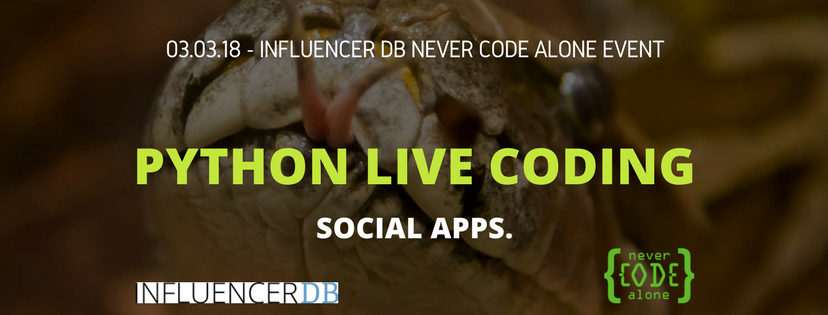 03.03.18 - INFLUENCER DB NEVER CODE ALONE EVENT
PYTHON LIVE CODING
SOCIAL APPS.
INFLUENCERDB
{never
CODE
alone}